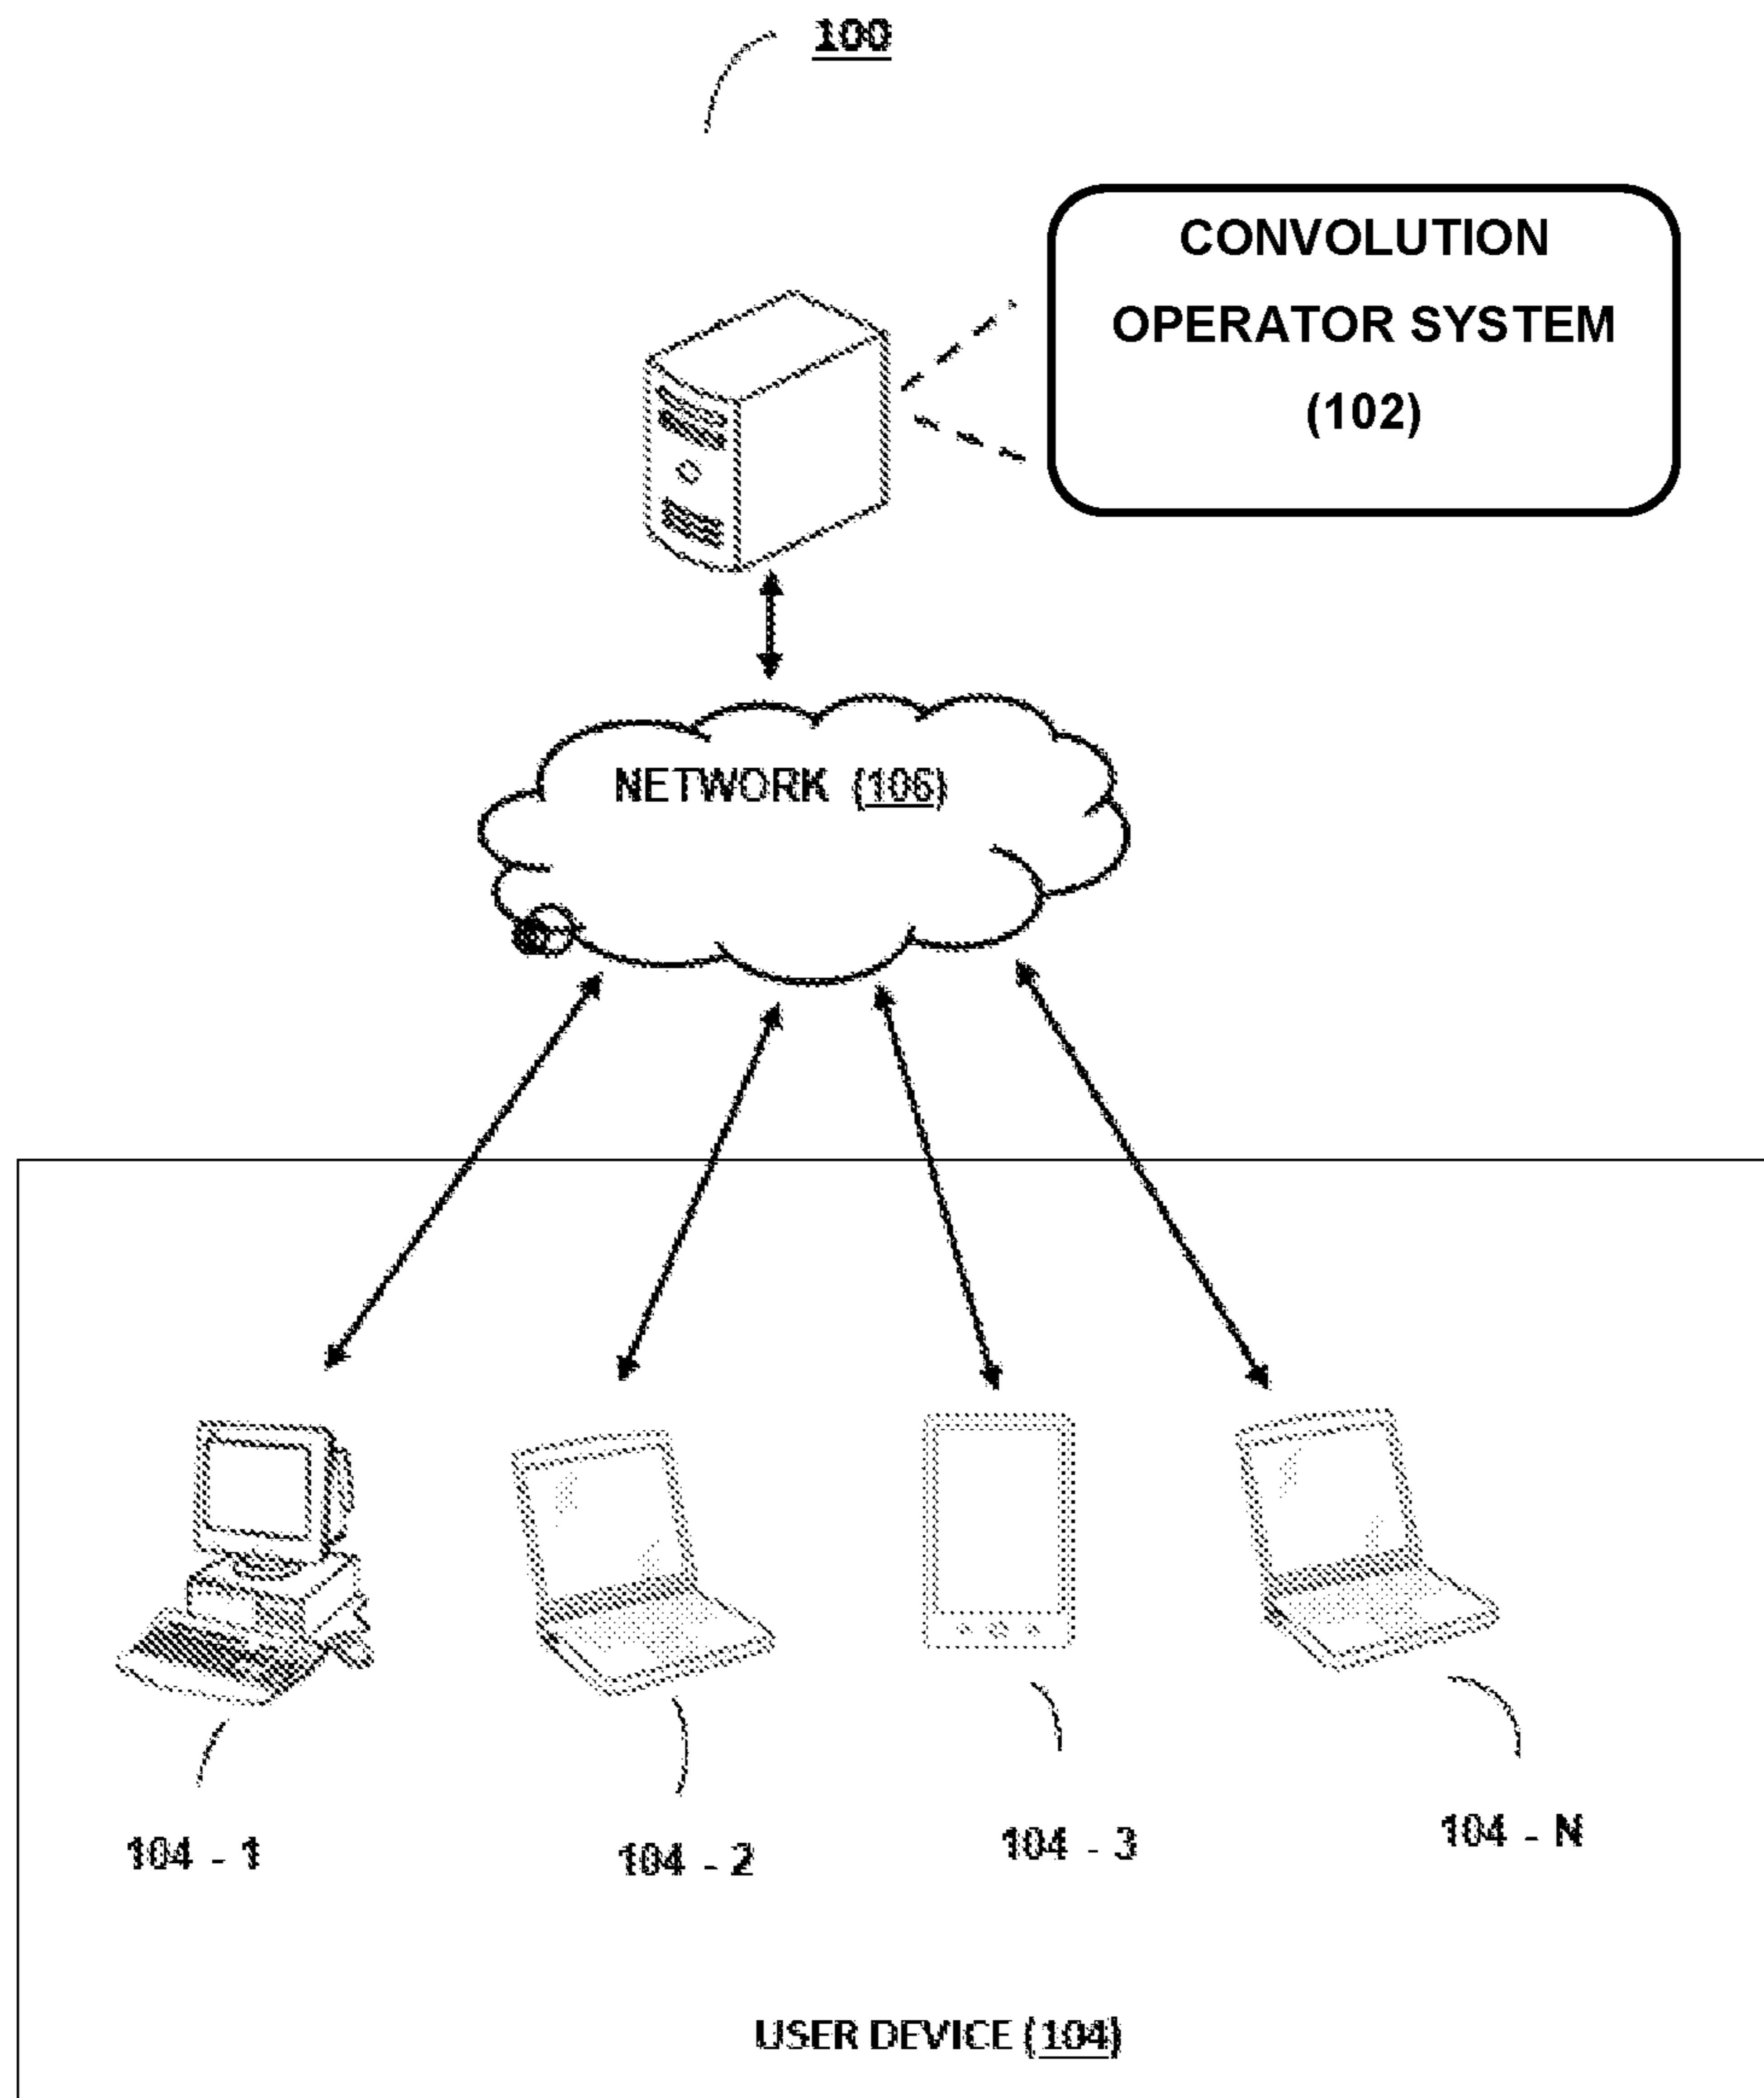 100
CONVOLUTION
OPERATOR SYSTEM
(102)
NETWORK (106)
104 - 1
104 - 2
104 - 3
104 - N
USER DEVICE (104)